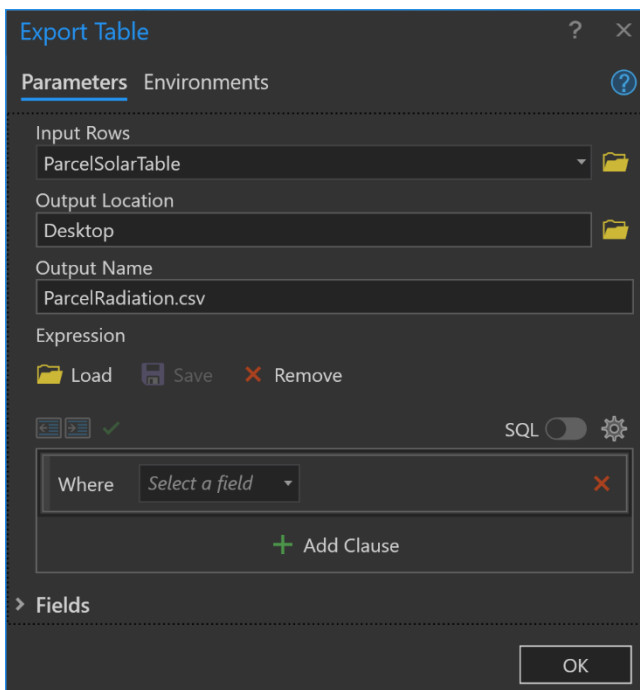 Export Table ? ×
Parameters Environments ?
Input Rows
ParcelSolarTable
Output Location
Desktop
Output Name
ParcelRadiation.csv
Expression
Load Save Remove
SQL
Where Select a field
Add Clause
Fields
OK